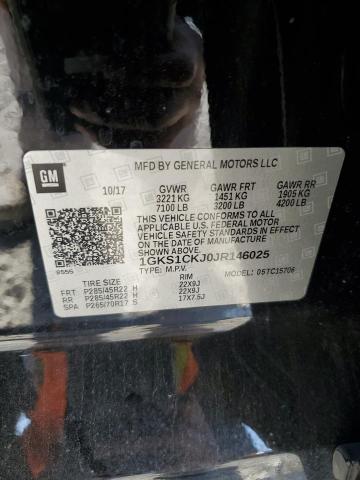 GM
MFD BY GENERAL MOTORS LLC
10/17 GVWR GAWR FRT GAWR RR
3221 KG 1451 KG 1905 KG
7100 LB 3200 LB 4200 LB
THIS VEHICLE CONFORMS TO ALL APPLICABLE
U.S. FEDERAL MOTOR VEHICLE
SAFETY STANDARDS IN EFFECT ON
THE DATE OF MANUFACTURE
SHOWN ABOVE.
1GKS1CKJ0JR146025
TYPE: M.P.V. 05TC15706
TIRE SIZE RIM
FRT P285/45R22 H 22X9J
RR P285/45R22 H 22X9J
SPA P265/70R17 S 17X7.5J